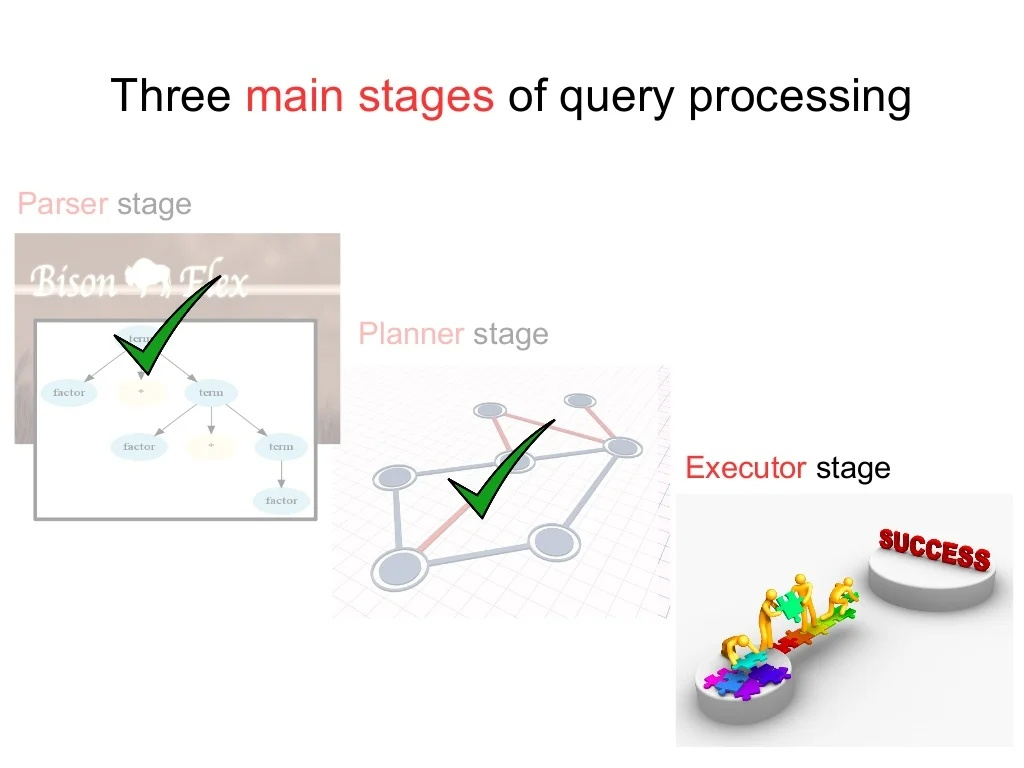 Three main stages of query processing
Parser stage
Bison Flex
term
factor
*
term
factor
*
term
factor
Planner stage
Executor stage
SUCCESS